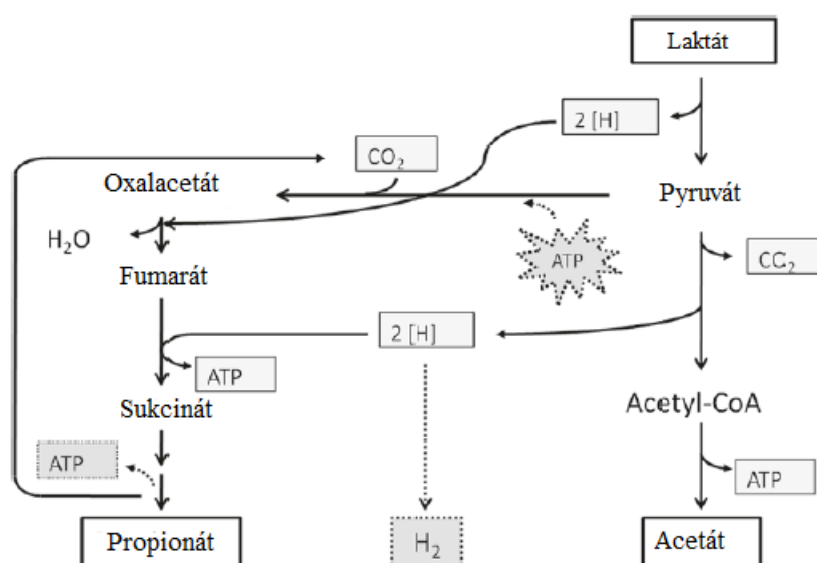 Laktát
2 [H]
CO2
Oxalacetát
Pyruvát
H2O
ATP
CO2
Fumarát
2 [H]
ATP
Sukcinát
Acetyl-CoA
ATP
ATP
Propionát
H2
Acetát